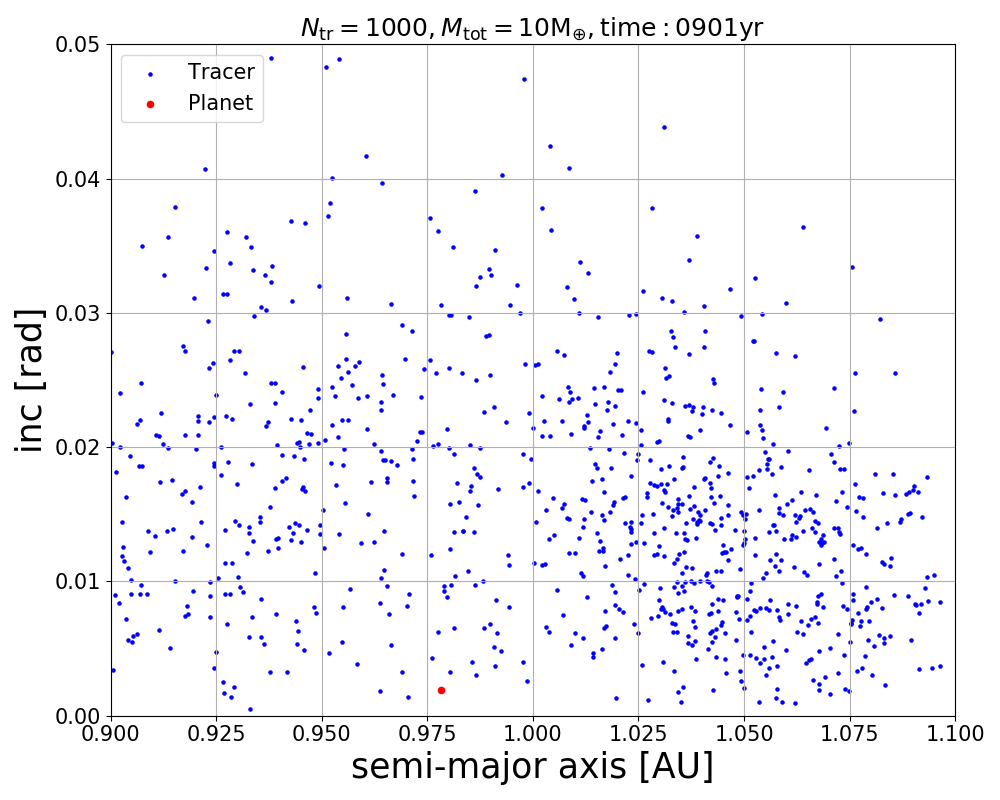 N_tr = 1000, M_tot = 10M_⊕, time : 0901yr
Tracer
Planet
0.05
0.04
0.03
0.02
0.01
0.00
inc [rad]
0.900 0.925 0.950 0.975 1.000 1.025 1.050 1.075 1.100
semi-major axis [AU]